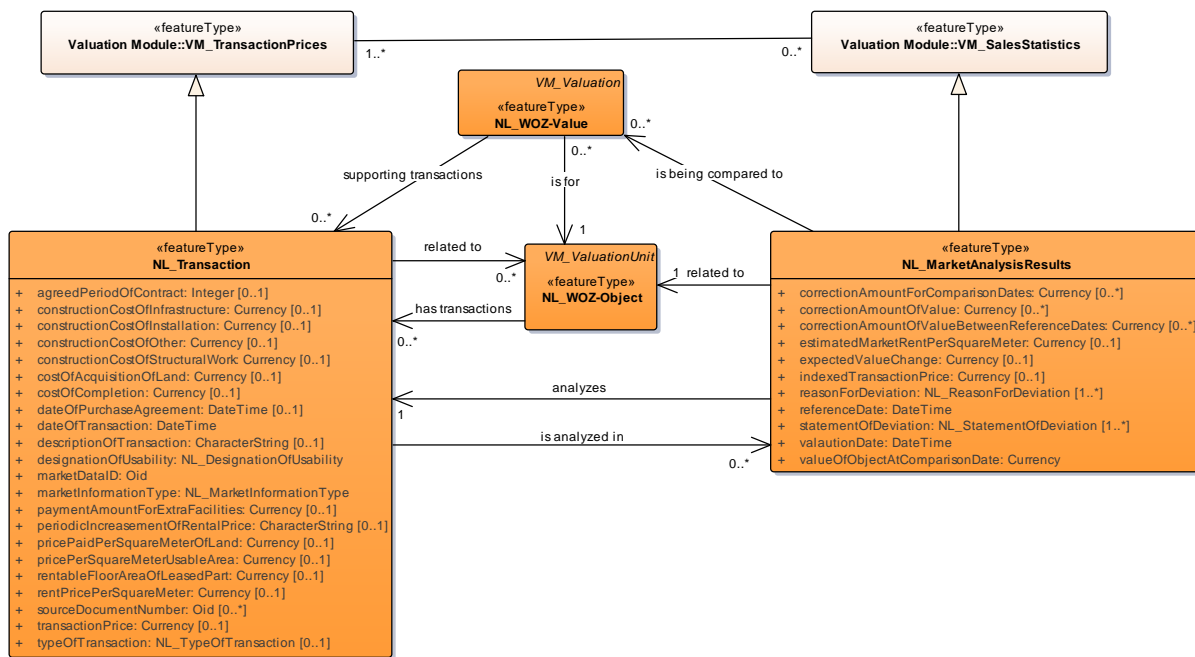 «featureType»
Valuation Module::VM_TransactionPrices
«featureType»
Valuation Module::VM_SalesStatistics
1..*
0..*
VM_Valuation
«featureType»
NL_WOZ-Value
0..*
0..*
supporting transactions
is for
is being compared to
0..*
1
«featureType»
NL_Transaction
+ agreedPeriodOfContract: Integer [0..1]
+ constructionCostOfInfrastructure: Currency [0..1]
+ constructionCostOfInstallation: Currency [0..1]
+ constructionCostOfOther: Currency [0..1]
+ constructionCostOfStructuralWork: Currency [0..1]
+ costOfAcquisitionOfLand: Currency [0..1]
+ costOfCompletion: Currency [0..1]
+ dateOfPurchaseAgreement: DateTime [0..1]
+ dateOfTransaction: DateTime
+ descriptionOfTransaction: CharacterString [0..1]
+ designationOfUsability: NL_DesignationOfUsability
+ marketDataID: Oid
+ marketInformationType: NL_MarketInformationType
+ paymentAmountForExtraFacilities: Currency [0..1]
+ periodicIncreasementOfRentalPrice: CharacterString [0..1]
+ pricePaidPerSquareMeterOfLand: Currency [0..1]
+ pricePerSquareMeterUsableArea: Currency [0..1]
+ rentableFloorAreaOfLeasedPart: Currency [0..1]
+ rentPricePerSquareMeter: Currency [0..1]
+ sourceDocumentNumber: Oid [0..*]
+ transactionPrice: Currency [0..1]
+ typeOfTransaction: NL_TypeOfTransaction [0..1]
related to
0..*
VM_ValuationUnit
«featureType»
NL_WOZ-Object
1 related to
has transactions
0..*
analyzes
1
is analyzed in
0..*
«featureType»
NL_MarketAnalysisResults
+ correctionAmountForComparisonDates: Currency [0..*]
+ correctionAmountOfValue: Currency [0..*]
+ correctionAmountOfValueBetweenReferenceDates: Currency [0..*]
+ estimatedMarketRentPerSquareMeter: Currency [0..1]
+ expectedValueChange: Currency [0..1]
+ indexedTransactionPrice: Currency [0..1]
+ reasonForDeviation: NL_ReasonForDeviation [1..*]
+ referenceDate: DateTime
+ statementOfDeviation: NL_StatementOfDeviation [1..*]
+ valautionDate: DateTime
+ valueOfObjectAtComparisonDate: Currency